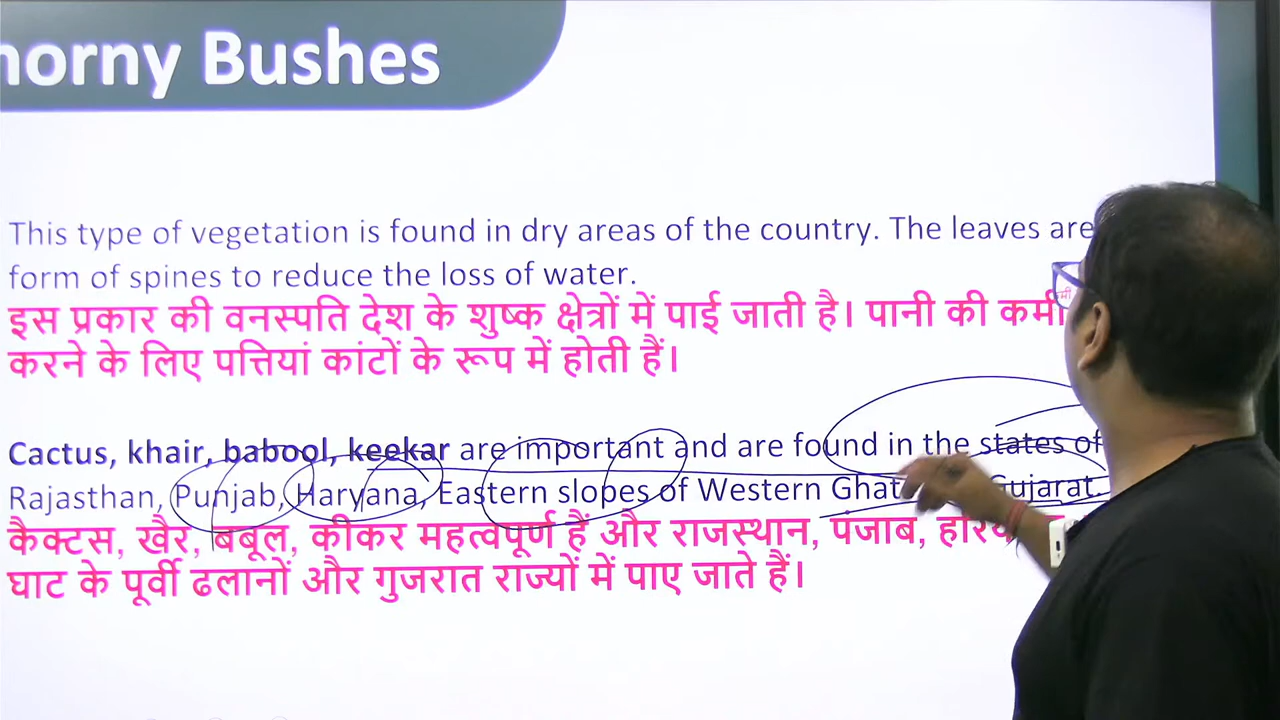 horny Bushes
This type of vegetation is found in dry areas of the country. The leaves are
form of spines to reduce the loss of water.
इस प्रकार की वनस्पति देश के शुष्क क्षेत्रों में पाई जाती है। पानी की कमी
करने के लिए पत्तियां कांटों के रूप में होती हैं।
Cactus, khair, babool, keekar are important and are found in the states of
Rajasthan, Punjab, Haryana, Eastern slopes of Western Gujarat.
कैक्टस, खैर, बबूल, कीकर महत्वपूर्ण हैं और राजस्थान, पंजाब,
घाट के पूर्वी ढलानों और गुजरात राज्यों में पाए जाते हैं।